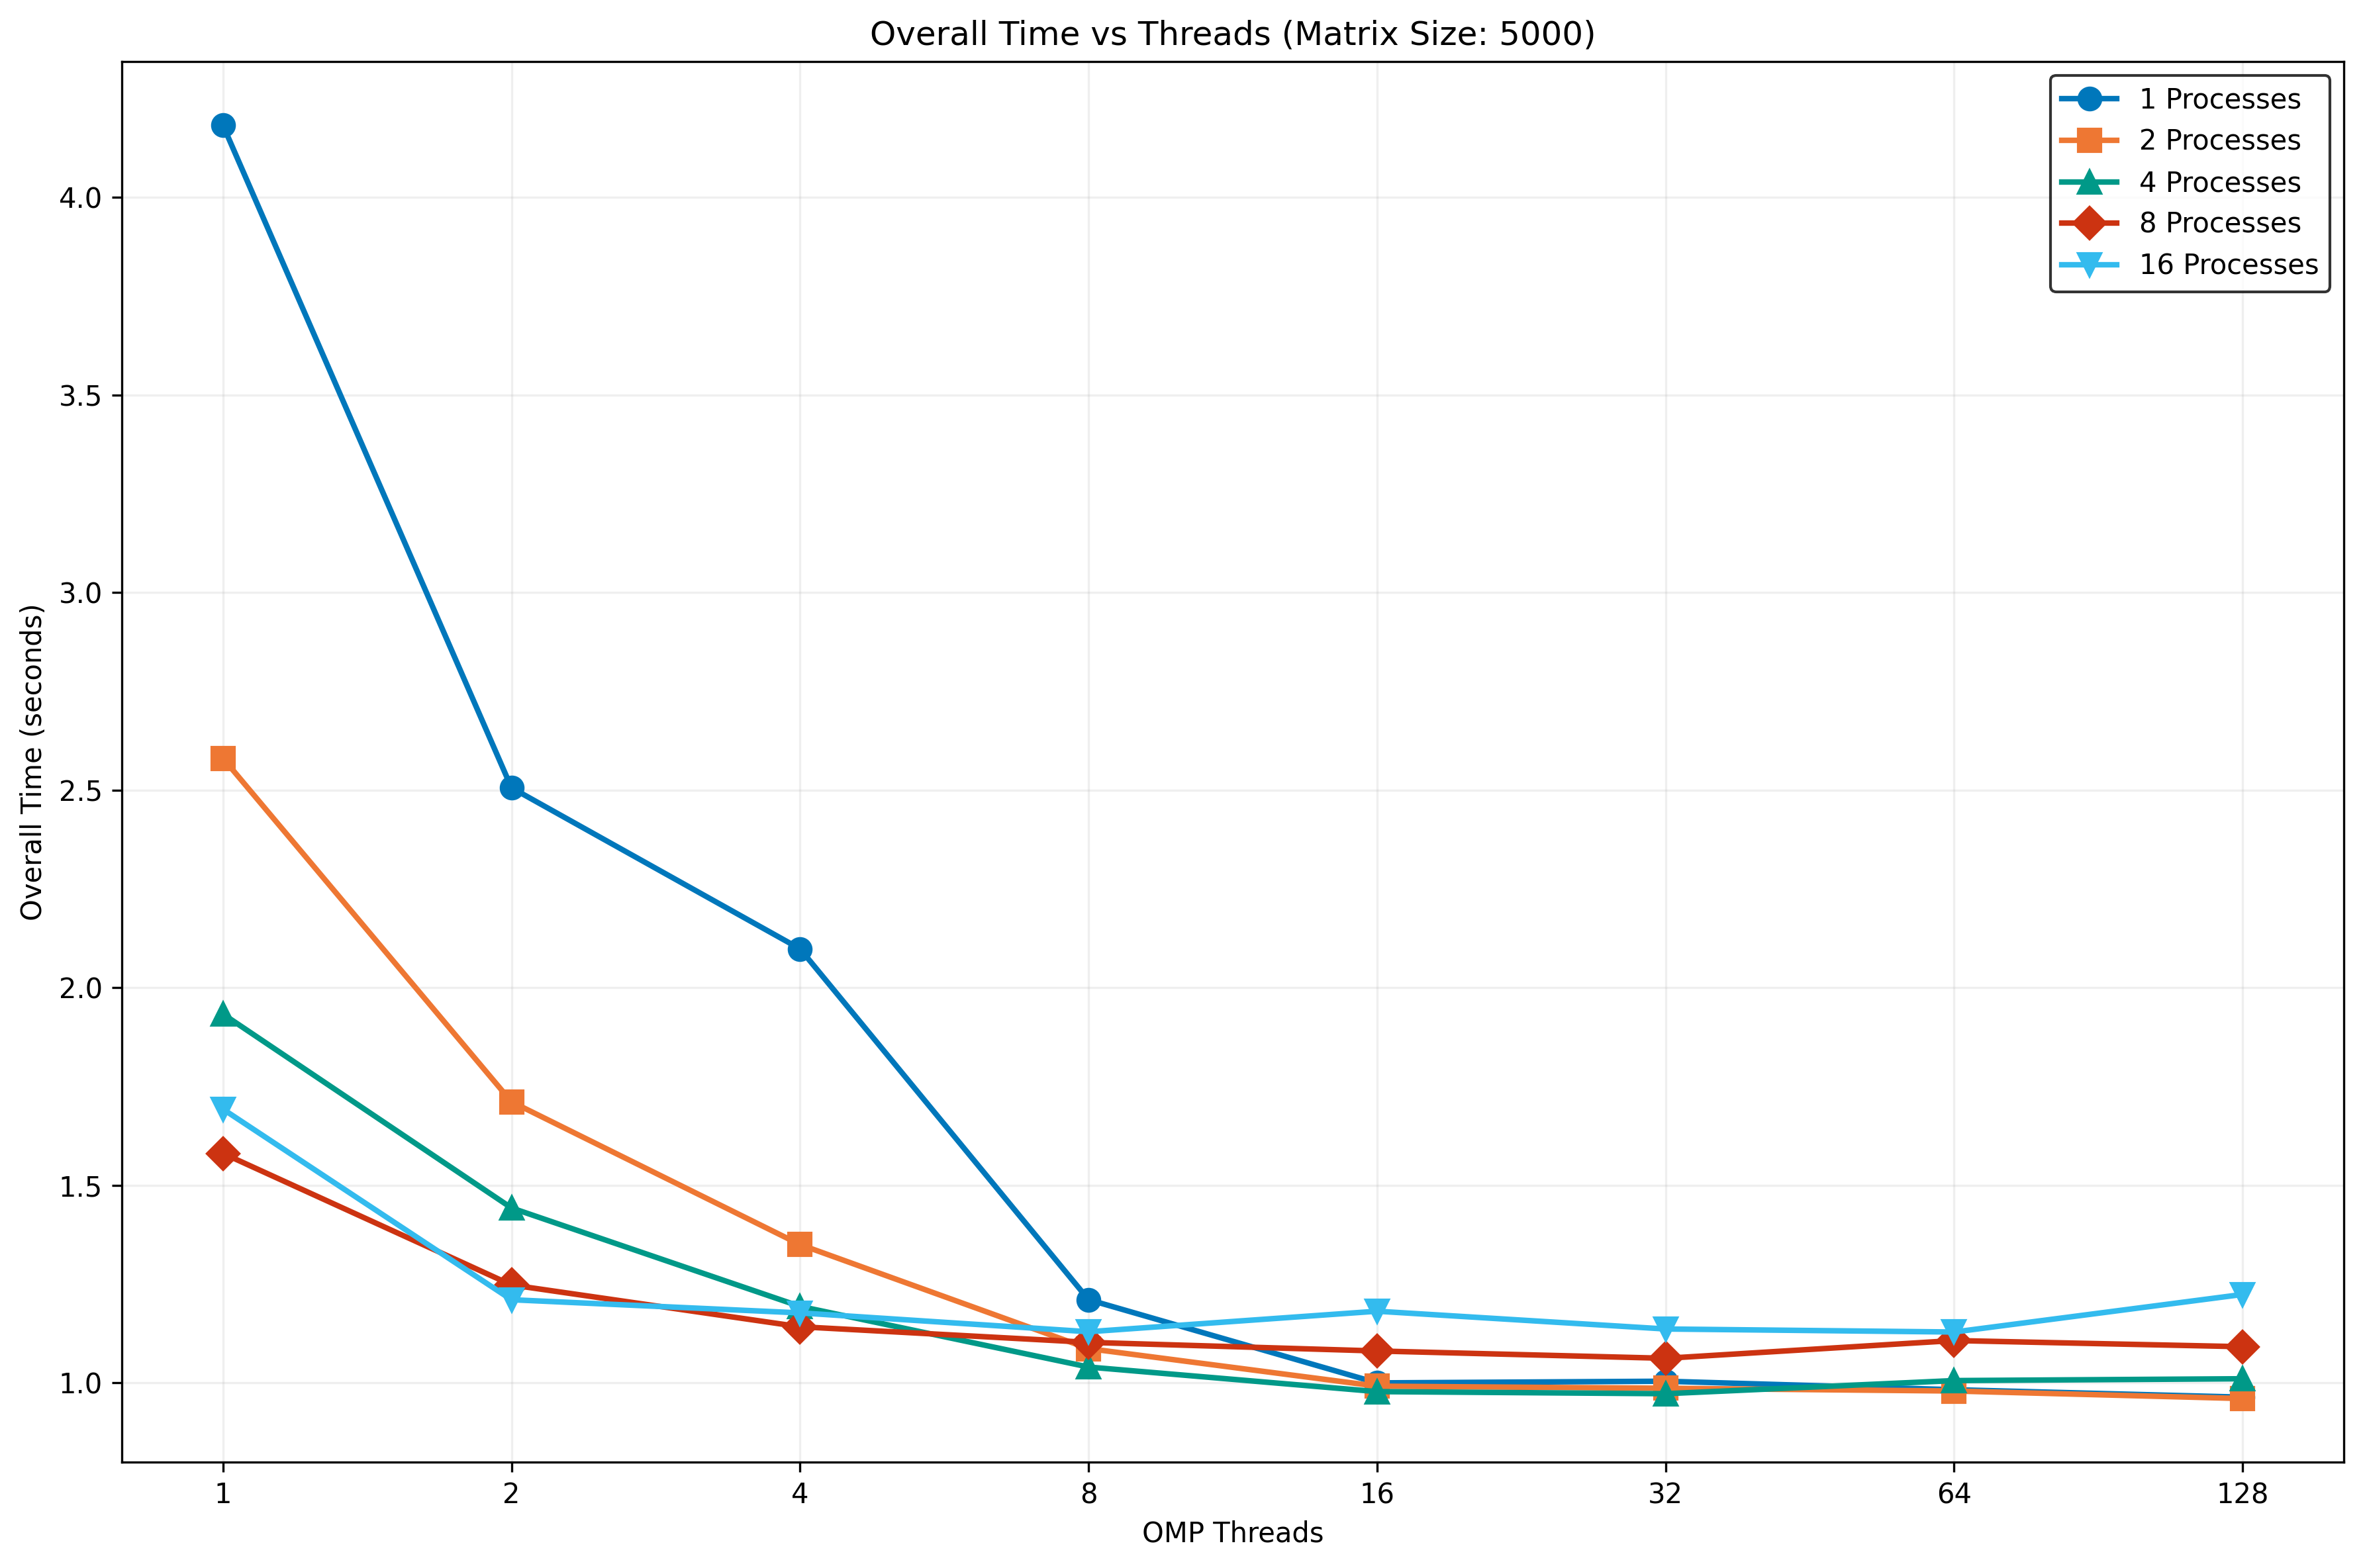 Overall Time vs Threads (Matrix Size: 5000)
1 Processes
2 Processes
4 Processes
8 Processes
16 Processes
Overall Time (seconds)
4.0
3.5
3.0
2.5
2.0
1.5
1.0
1 2 4 8 16 32 64 128
OMP Threads